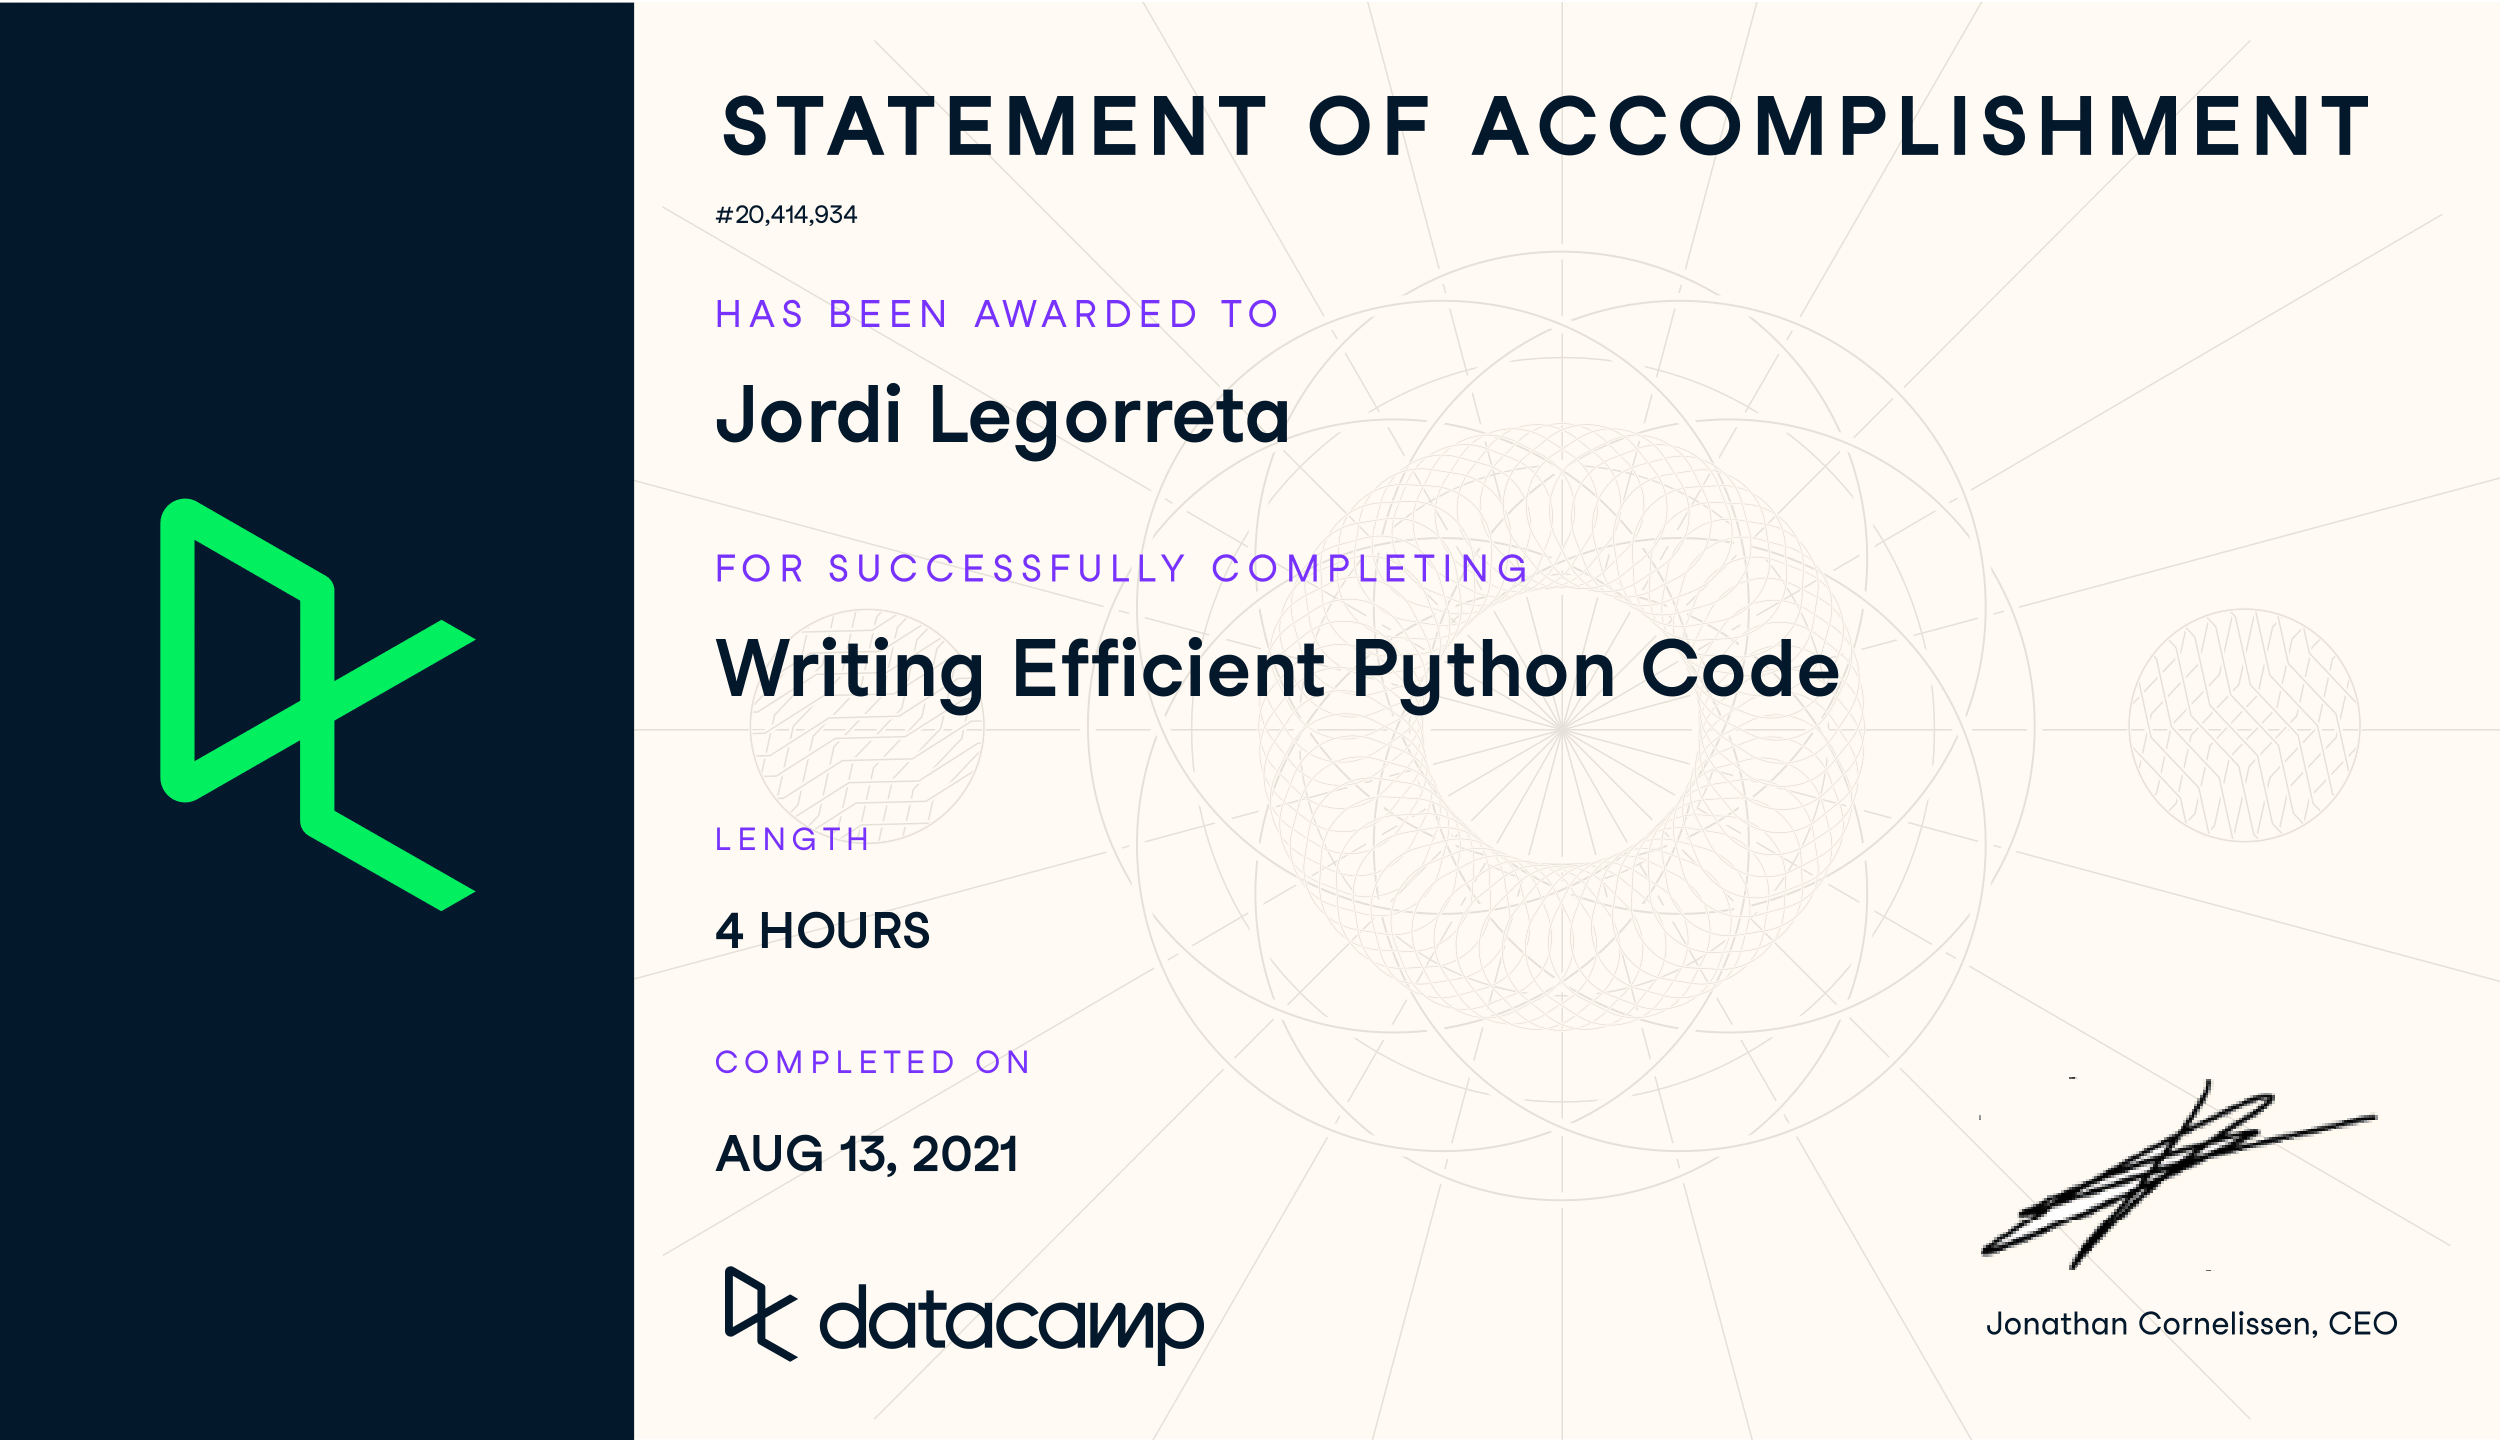 STATEMENT OF ACCOMPLISHMENT
#20,414,934
HAS BEEN AWARDED TO
Jordi Legorreta
FOR SUCCESSFULLY COMPLETING
Writing Efficient Python Code
LENGTH
4 HOURS
COMPLETED ON
AUG 13, 2021
datacamp
Jonathan Cornelissen, CEO